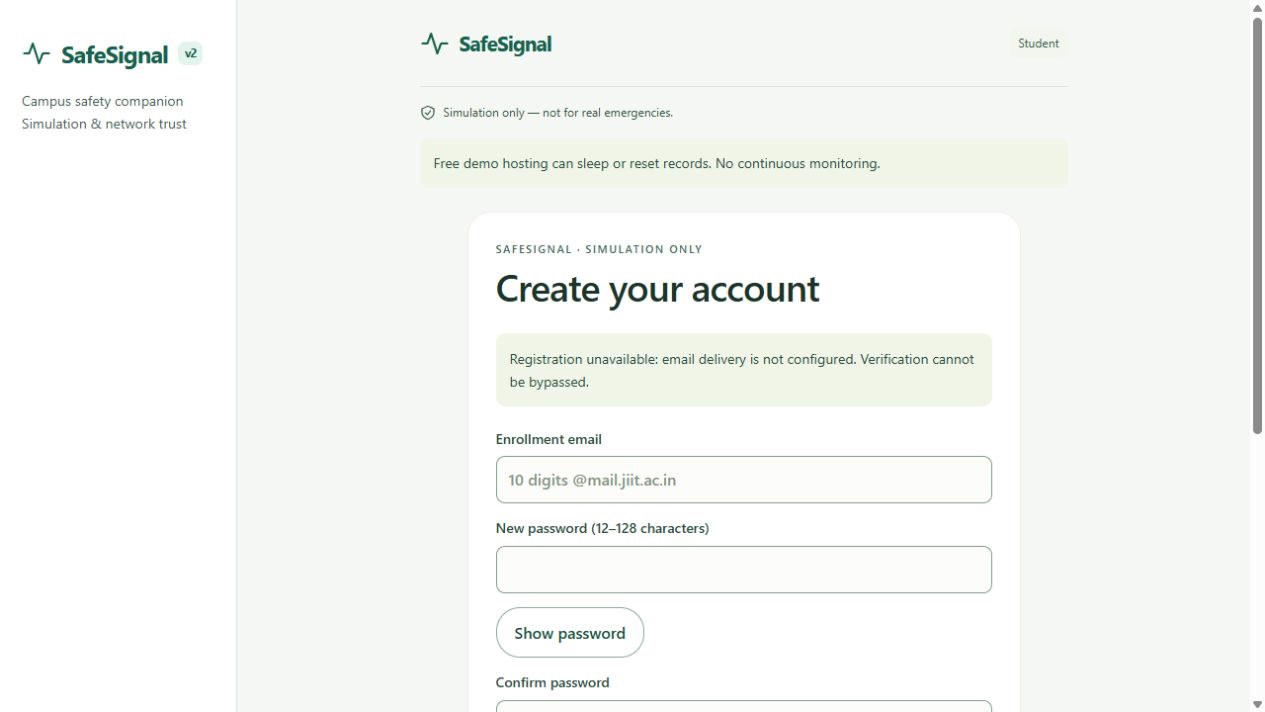 SafeSignal v2
Campus safety companion
Simulation & network trust
SafeSignal
Student
Simulation only — not for real emergencies.
Free demo hosting can sleep or reset records. No continuous monitoring.
SAFESIGNAL · SIMULATION ONLY
Create your account
Registration unavailable: email delivery is not configured. Verification cannot
be bypassed.
Enrollment email
10 digits @mail.jiit.ac.in
New password (12–128 characters)
Show password
Confirm password